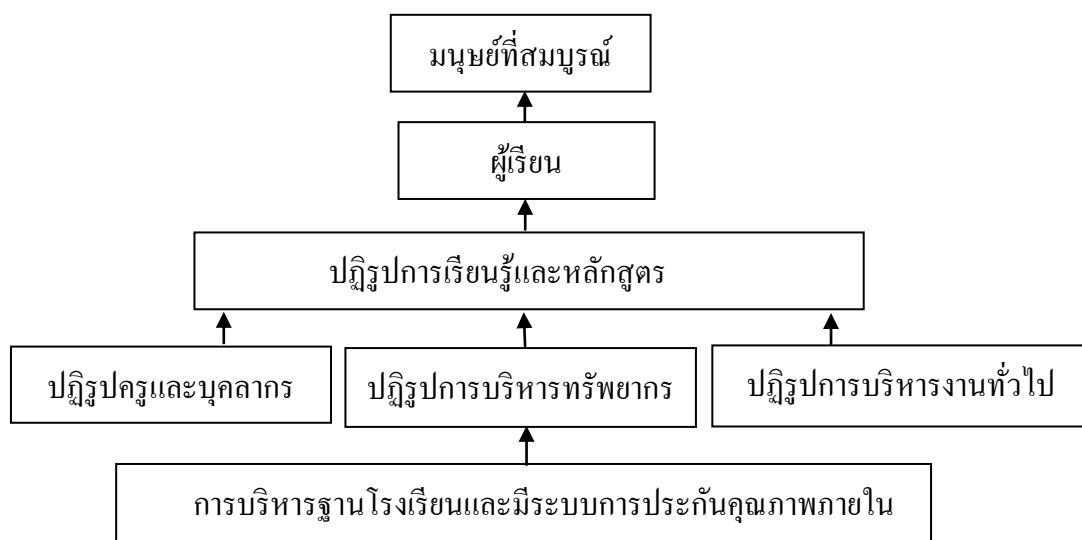 มนุษย์ที่สมบูรณ์
ผู้เรียน
ปฏิรูปการเรียนรู้และหลักสูตร
ปฏิรูปครูและบุคลากร
ปฏิรูปการบริหารทรัพยากร
ปฏิรูปการบริหารงานทั่วไป
การบริหารฐานโรงเรียนและมีระบบการประกันคุณภาพภายใน